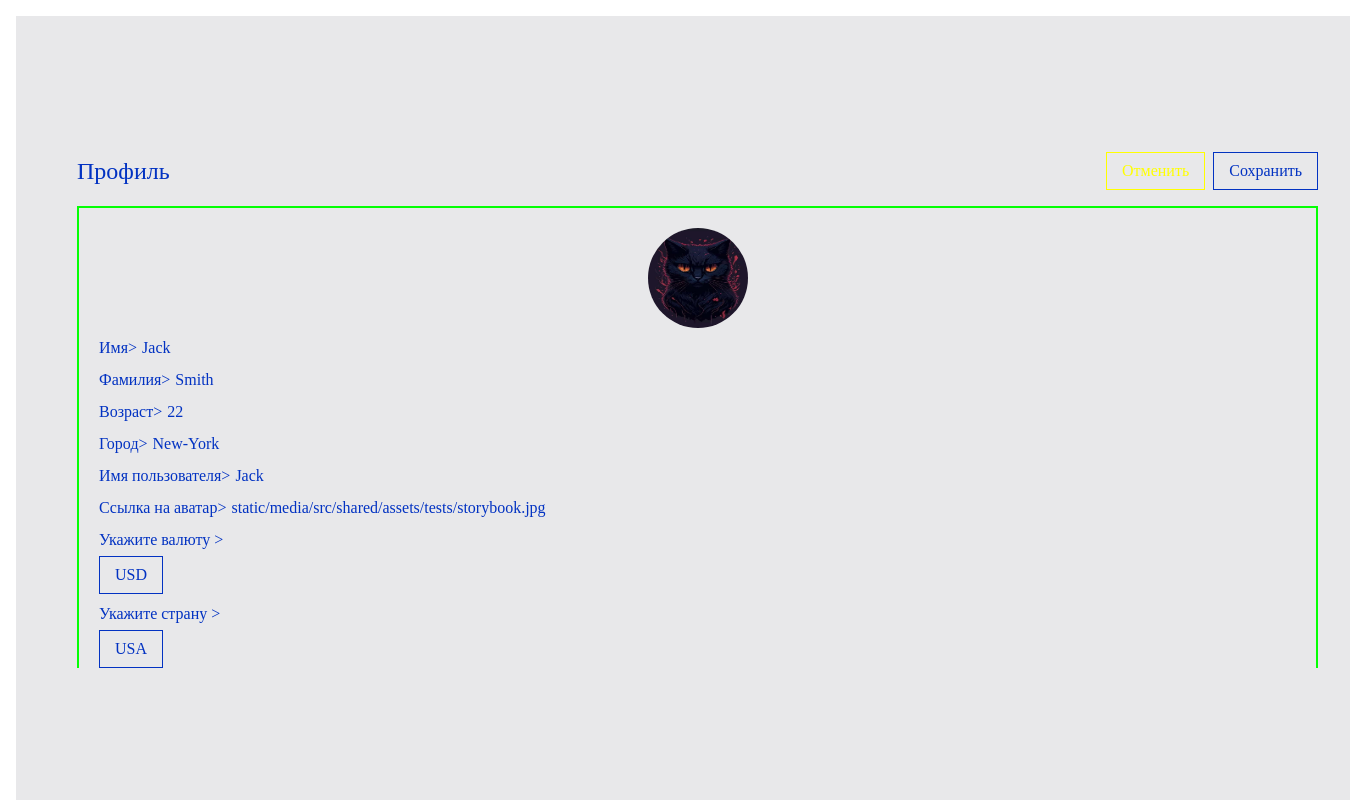 Профиль
Отменить
Сохранить
Имя> Jack
Фамилия> Smith
Возраст> 22
Город> New-York
Имя пользователя> Jack
Ссылка на аватар> static/media/src/shared/assets/tests/storybook.jpg
Укажите валюту >
USD
Укажите страну >
USA